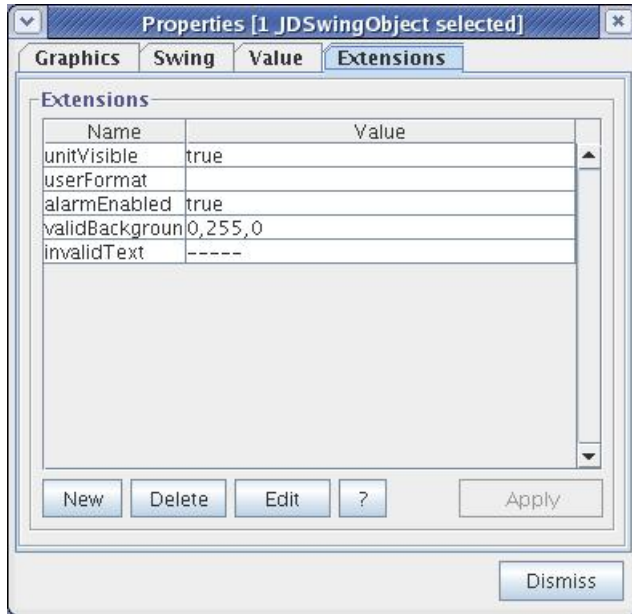 Properties [1 JDSwingObject selected]
Graphics Swing Value Extensions
Extensions
Name Value
unitVisible true
userFormat
alarmEnabled true
validBackgroun 0,255,0
invalidText -----
New Delete Edit ? Apply
Dismiss